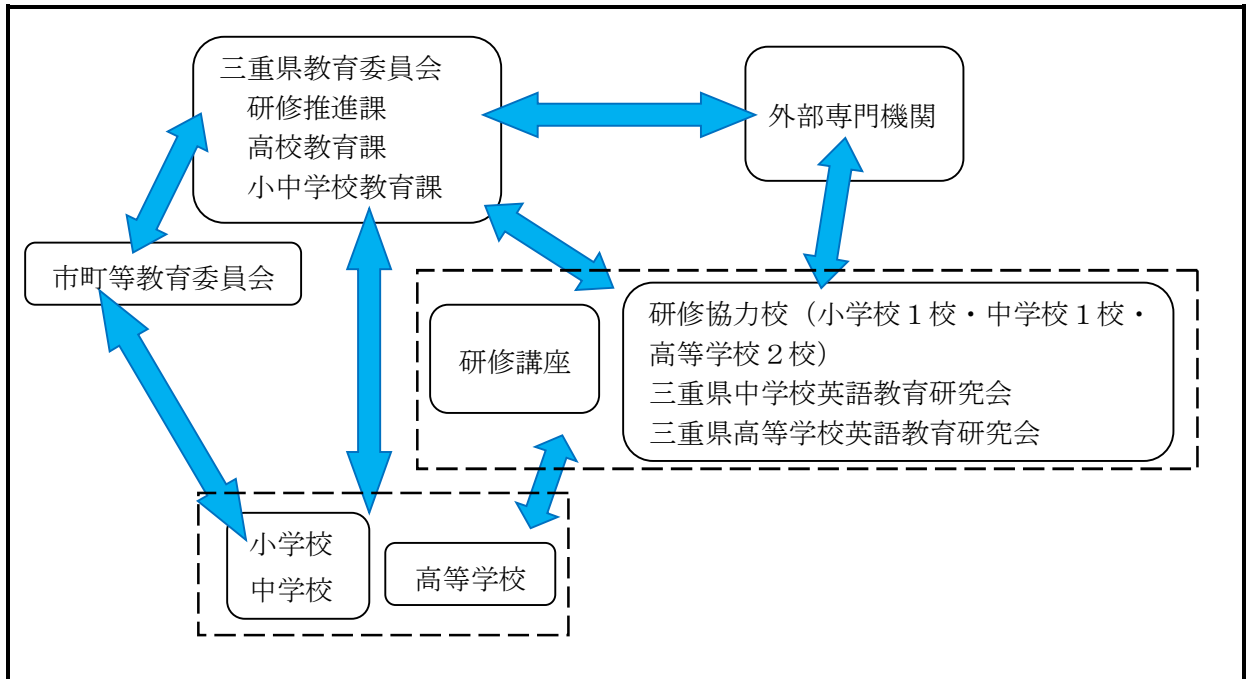 三重県教育委員会
研修推進課
高校教育課
小中学校教育課
外部専門機関
市町等教育委員会
研修講座
研修協力校（小学校１校・中学校１校・
高等学校２校）
三重県中学校英語教育研究会
三重県高等学校英語教育研究会
小学校
中学校
高等学校